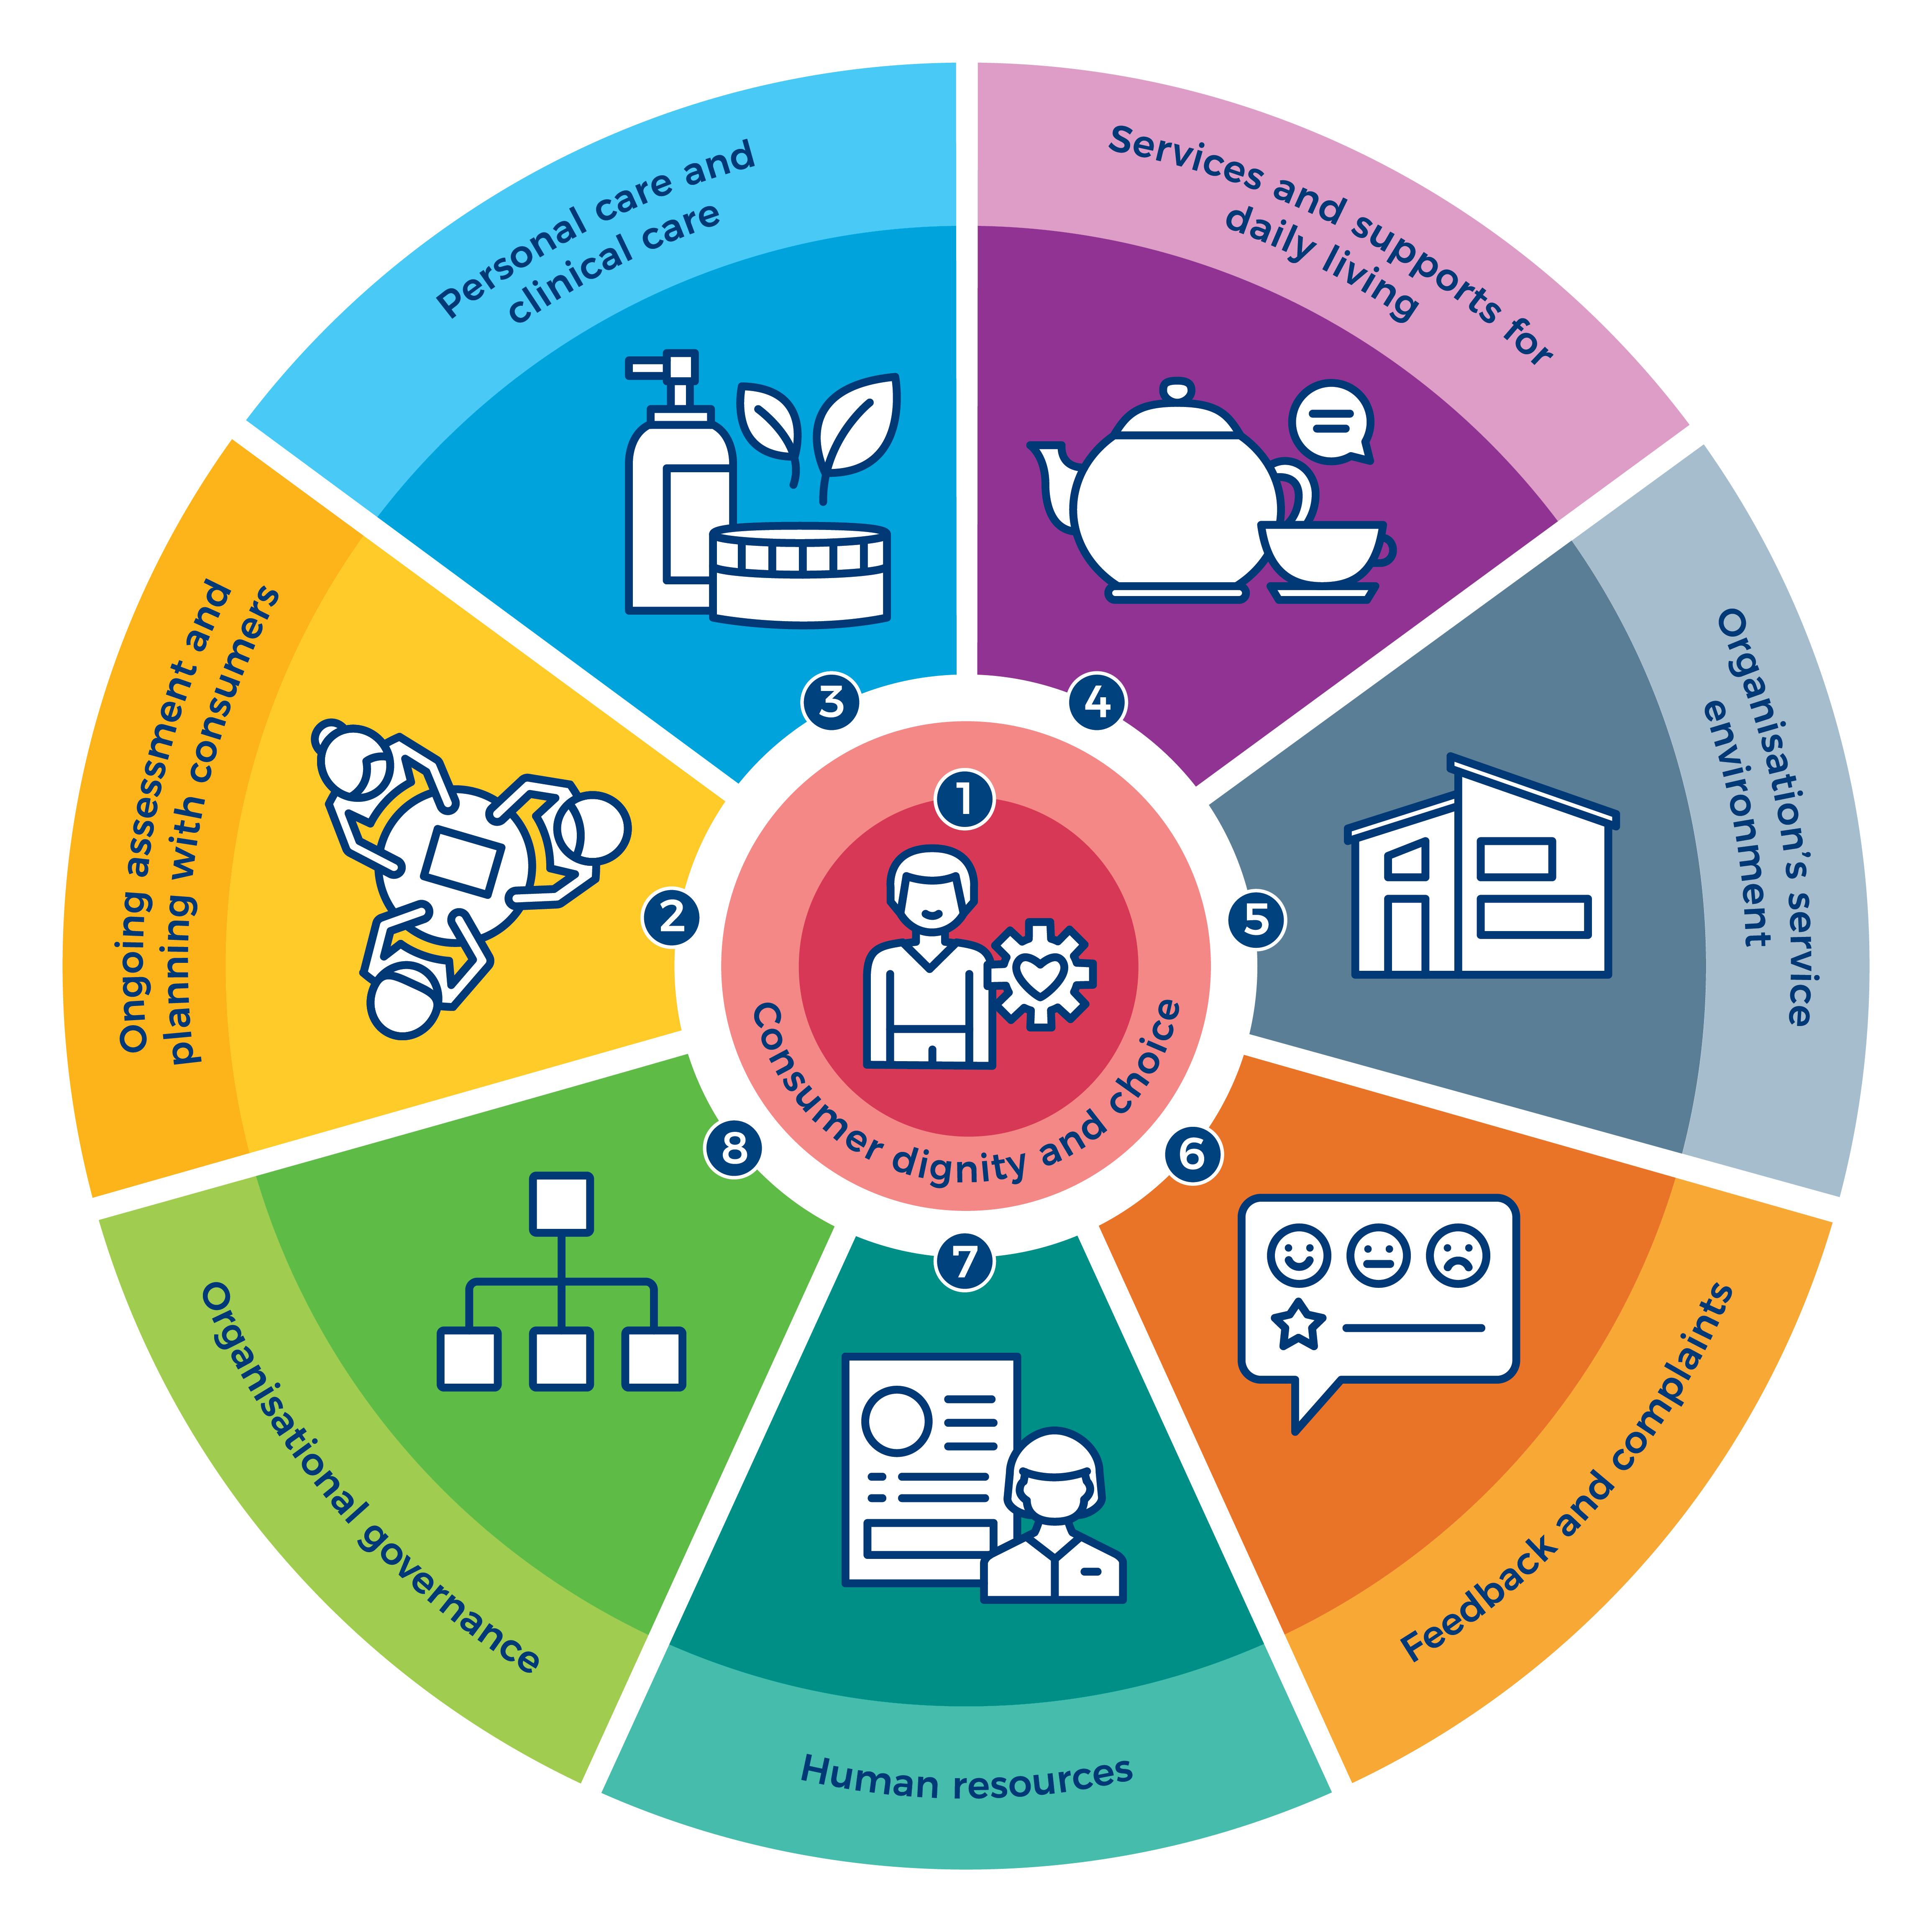 1
Consumer dignity and choice
2
Ongoing assessment and
planning with consumers
3
Personal care and
clinical care
4
Services and supports for
daily living
5
Organisation's service
environment
6
Feedback and complaints
7
Human resources
8
Organisational governance